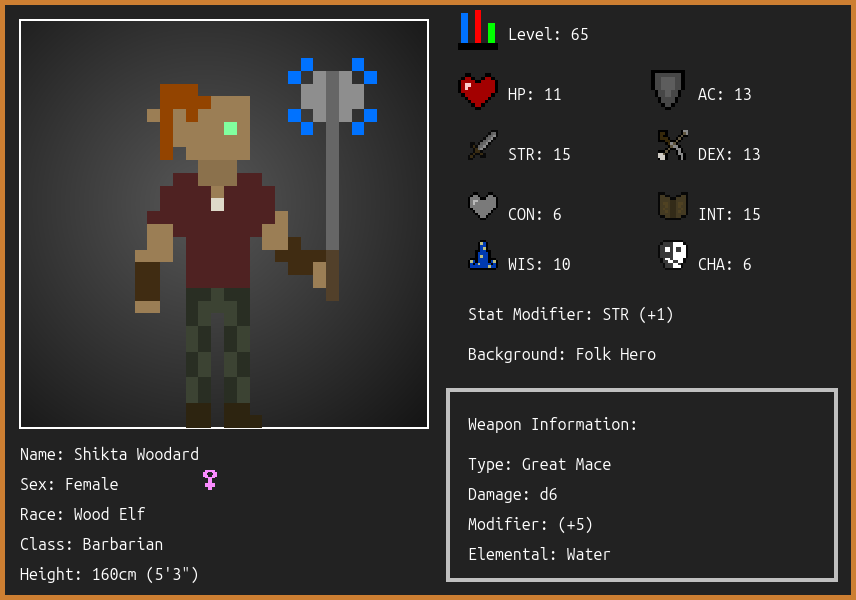 Level: 65
HP: 11
AC: 13
STR: 15
DEX: 13
CON: 6
INT: 15
WIS: 10
CHA: 6
Stat Modifier: STR (+1)
Background: Folk Hero
Weapon Information:
Type: Great Mace
Damage: d6
Modifier: (+5)
Elemental: Water
Name: Shikta Woodard
Sex: Female
Race: Wood Elf
Class: Barbarian
Height: 160cm (5'3")